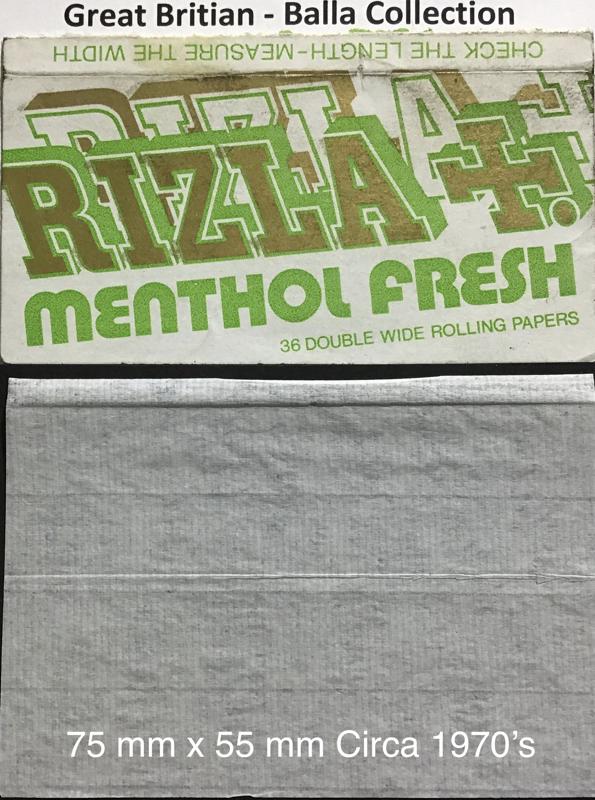 Great Britian - Balla Collection
CHECK THE LENGTH-MEASURE THE WIDTH
RIZLA+.
RIZLA+.
MENTHOL FRESH
36 DOUBLE WIDE ROLLING PAPERS
75 mm x 55 mm Circa 1970's